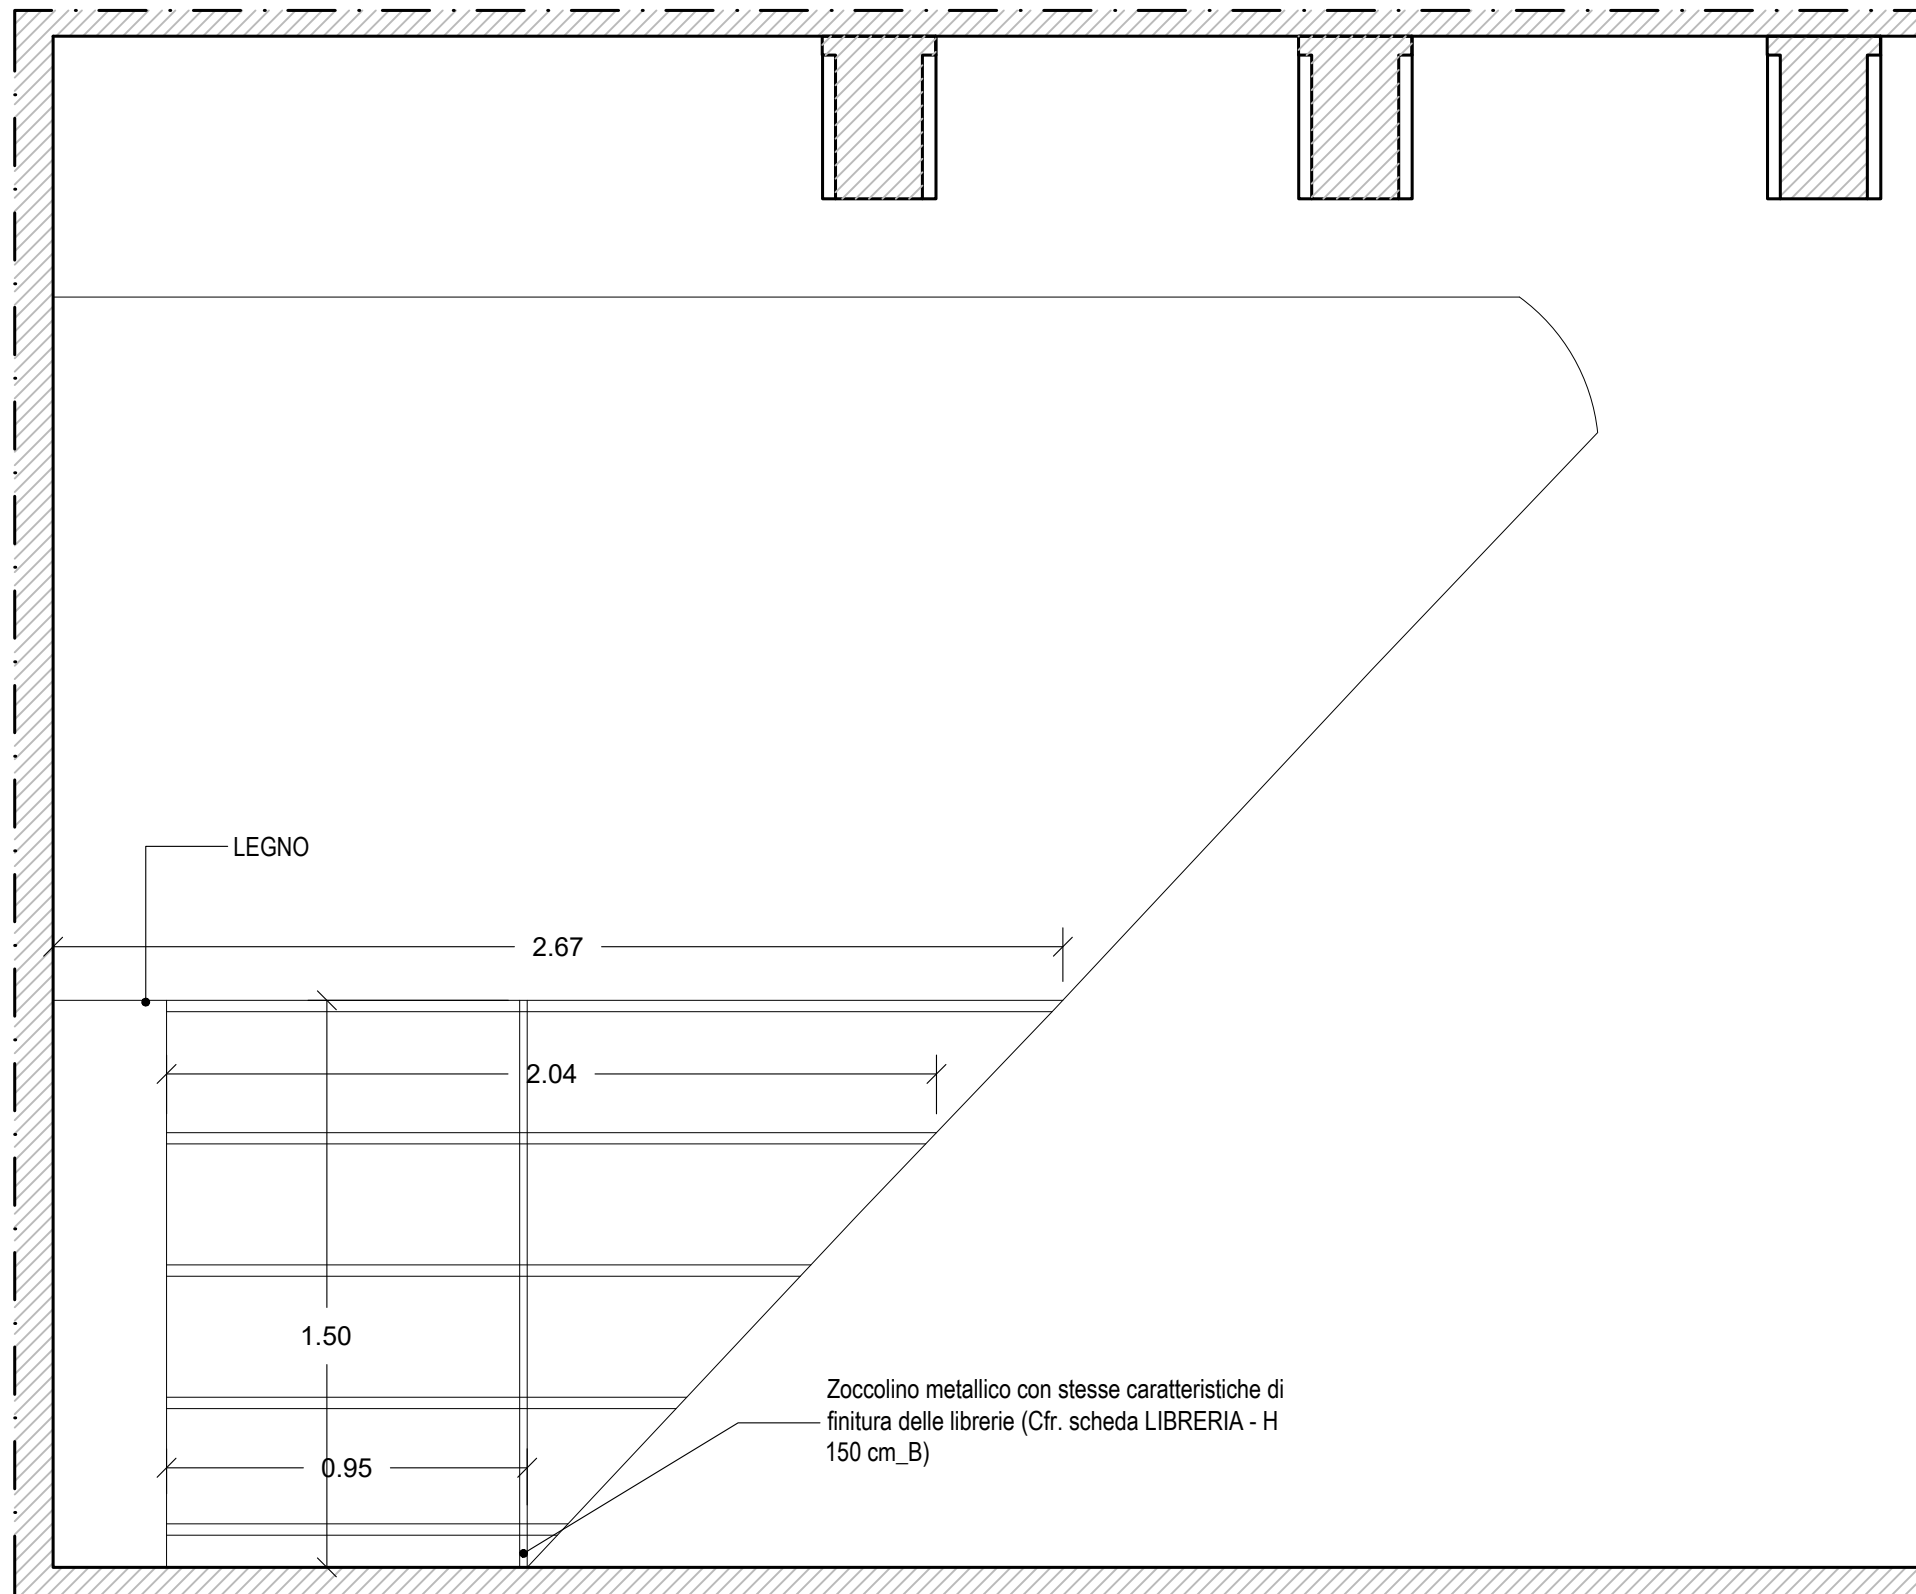 LEGNO
2.67
2.04
1.50
Zoccolino metallico con stesse caratteristiche di
finitura delle librerie (Cfr. scheda LIBRERIA - H
150 cm_B)
0.95